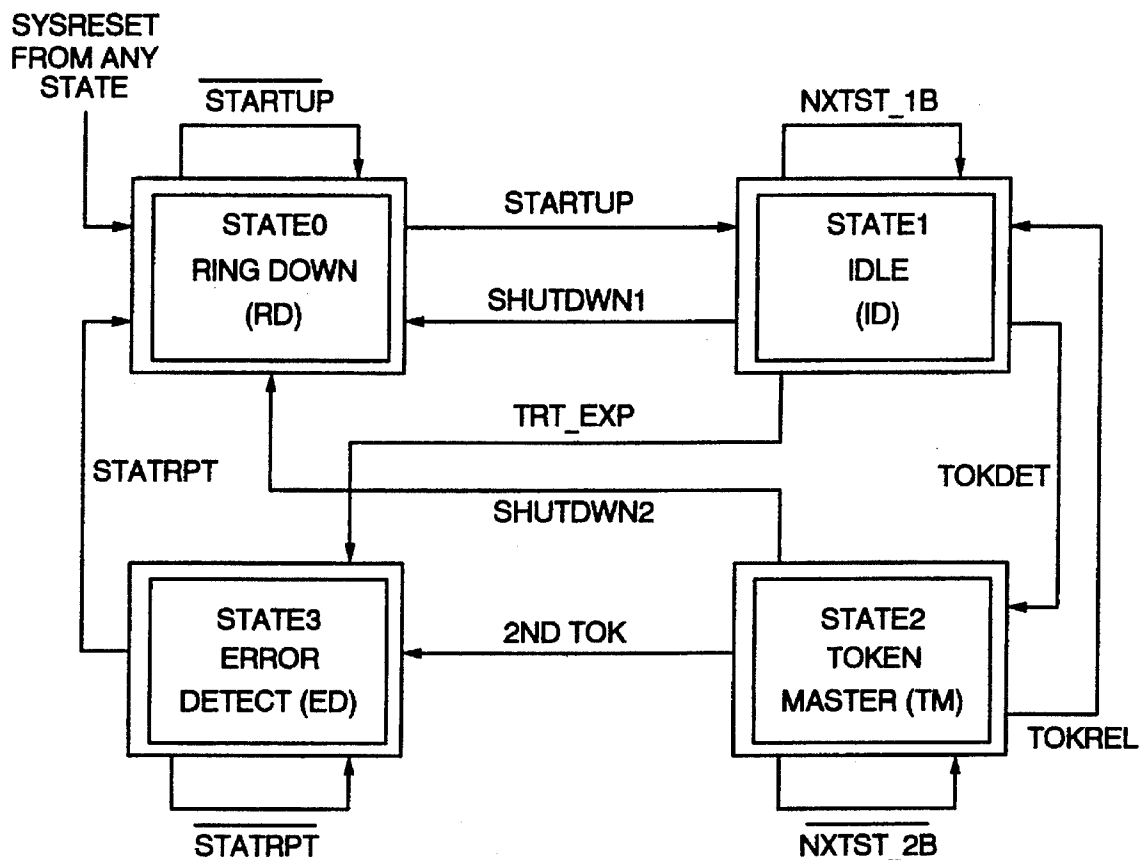 SYSRESET
FROM ANY
STATE
STARTUP
NXTST_1B
STATE0
RING DOWN
(RD)
STARTUP
STATE1
IDLE
(ID)
SHUTDWN1
TRT_EXP
STATRPT
TOKDET
SHUTDWN2
STATE3
ERROR
DETECT (ED)
2ND TOK
STATE2
TOKEN
MASTER (TM)
TOKREL
STATRPT
NXTST_2B